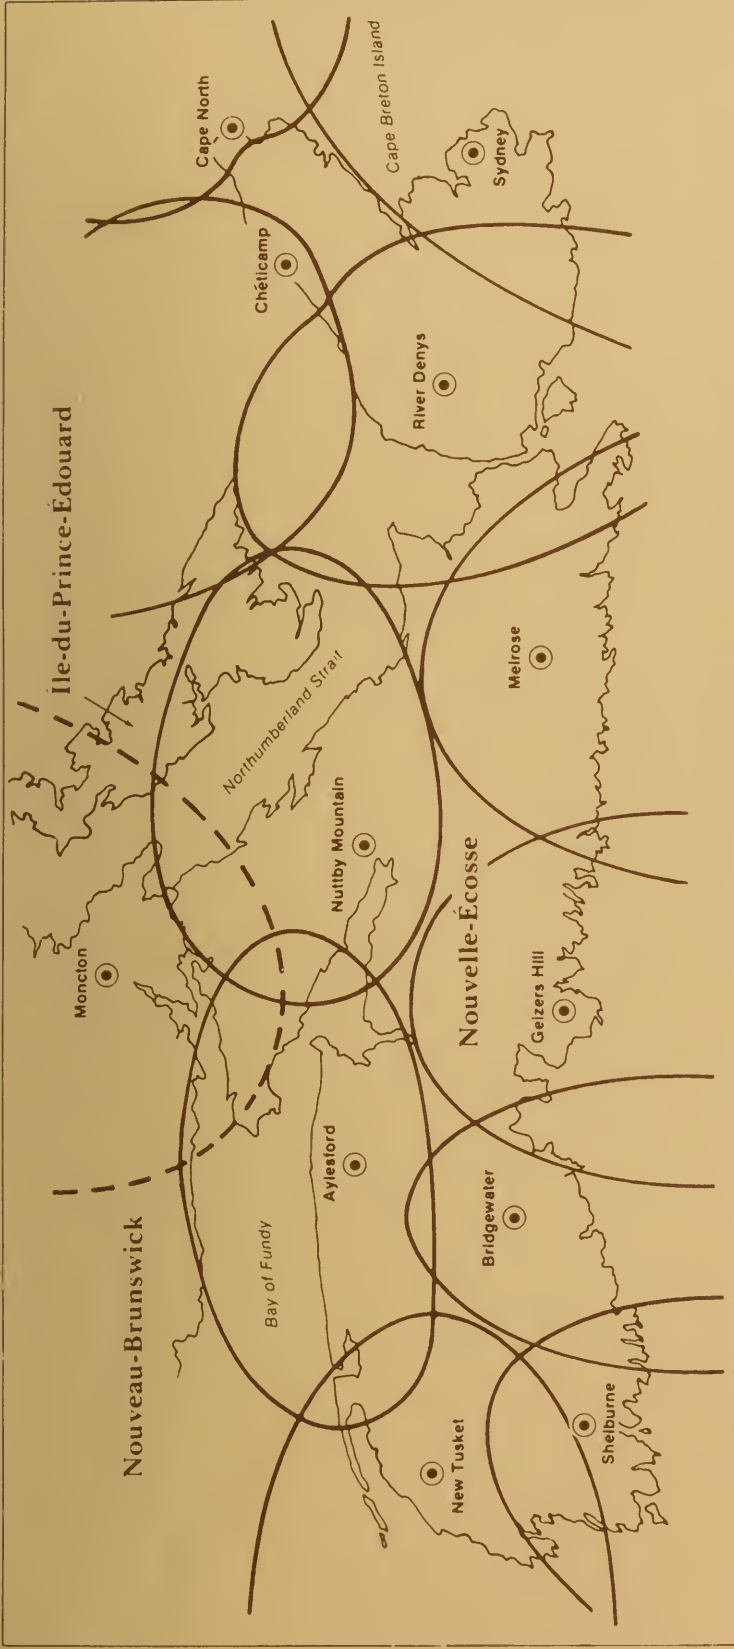 Île-du-Prince-Édouard
Cape North
Chéticamp
Cape Breton Island
Sydney
River Denys
Northumberland Strait
Moncton
Nuttby Mountain
Melrose
Nouvelle-Écosse
Geizers Hill
Nouveau-Brunswick
Bay of Fundy
Aylesford
Bridgewater
New Tusket
Shelburne